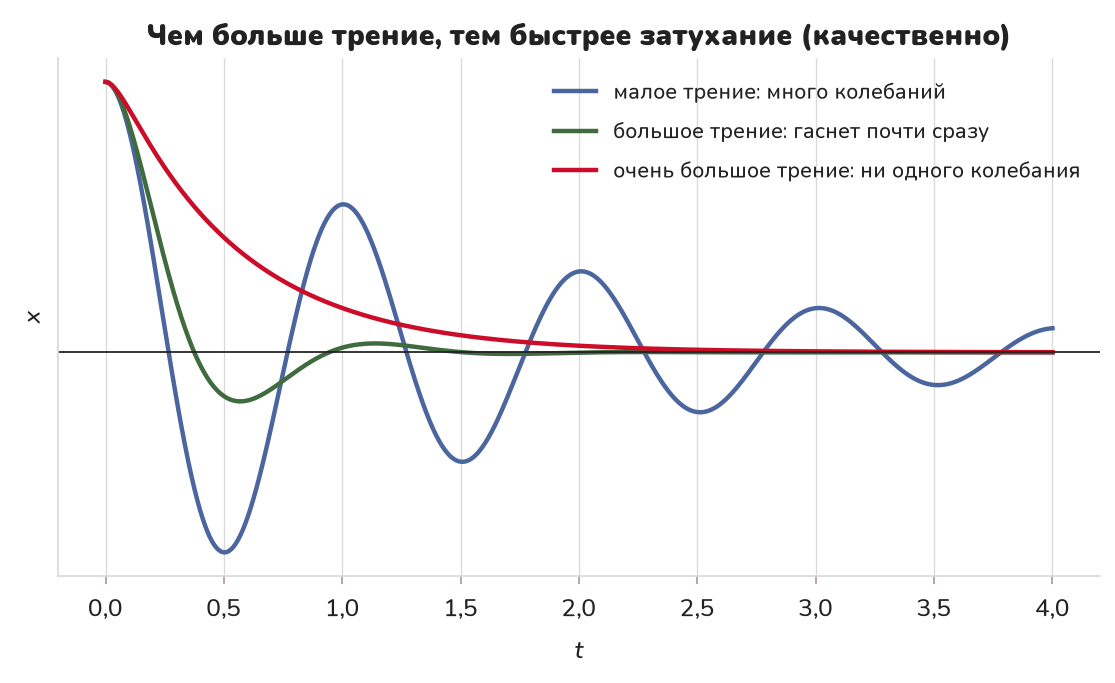 Чем больше трение, тем быстрее затухание (качественно)
малое трение: много колебаний
большое трение: гаснет почти сразу
очень большое трение: ни одного колебания
x
0,0 0,5 1,0 1,5 2,0 2,5 3,0 3,5 4,0
t